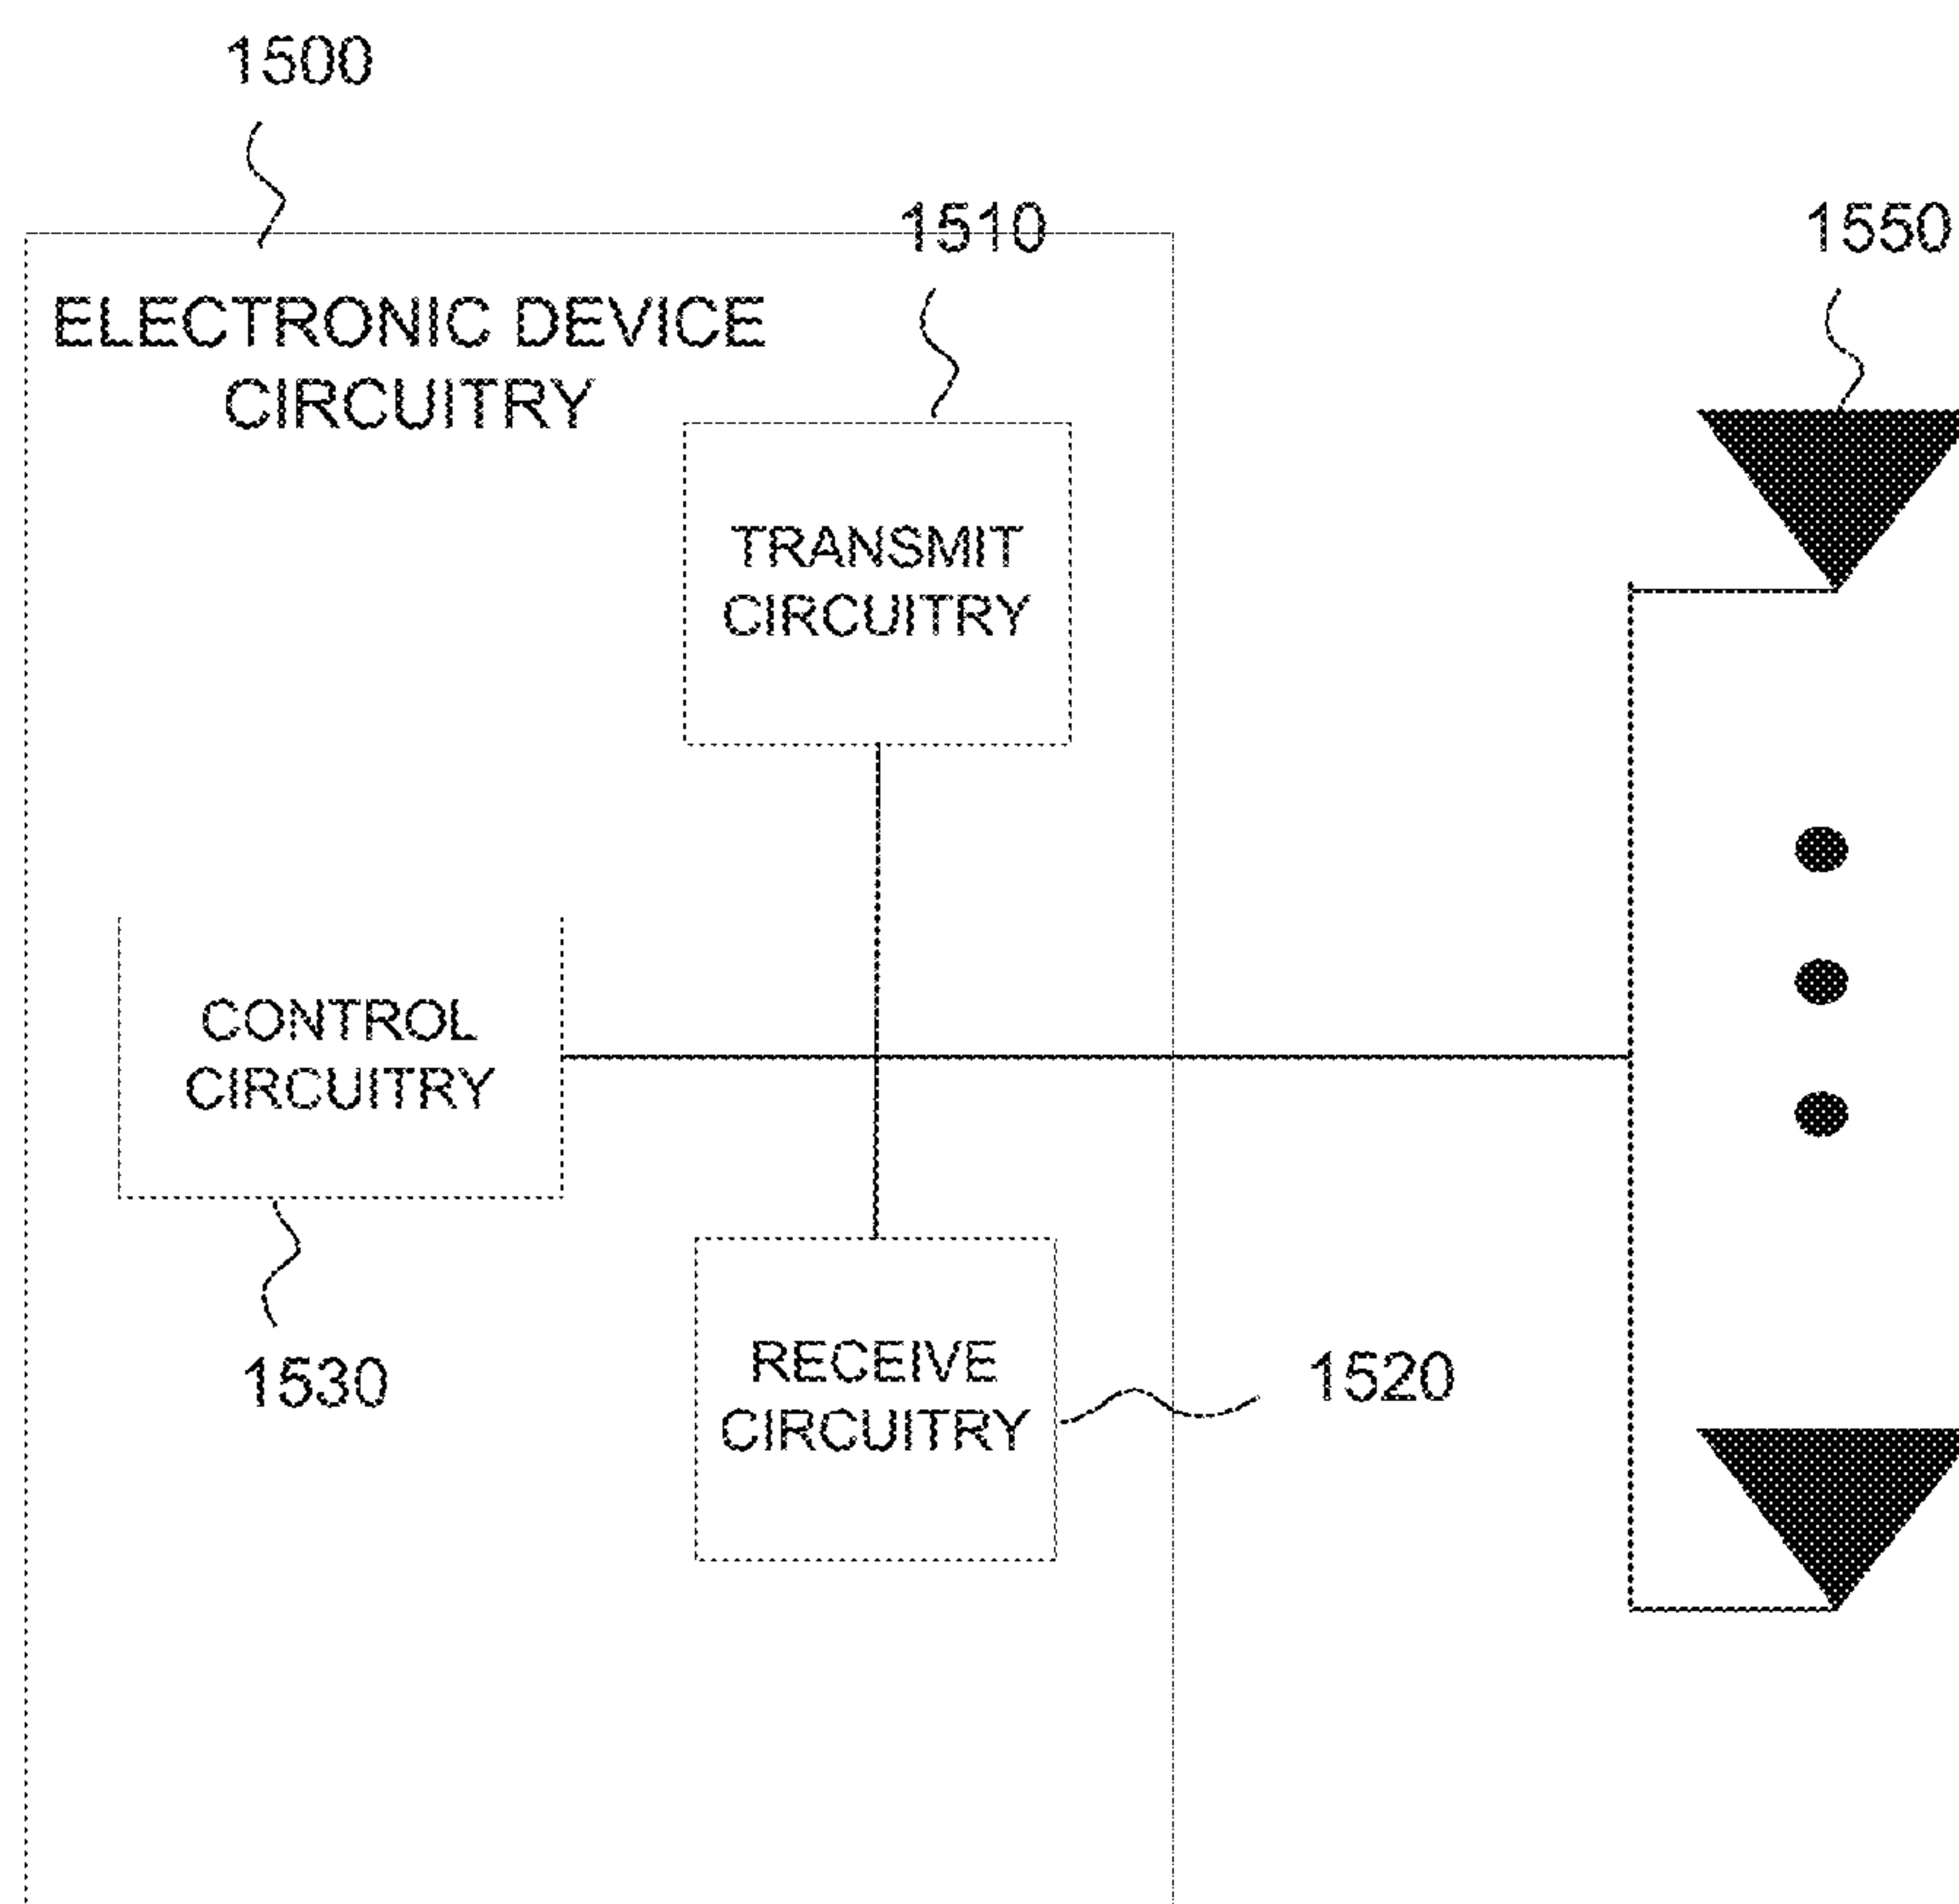 1500
1510
1550
ELECTRONIC DEVICE
CIRCUITRY
TRANSMIT
CIRCUITRY
CONTROL
CIRCUITRY
1530
RECEIVE
CIRCUITRY
1520